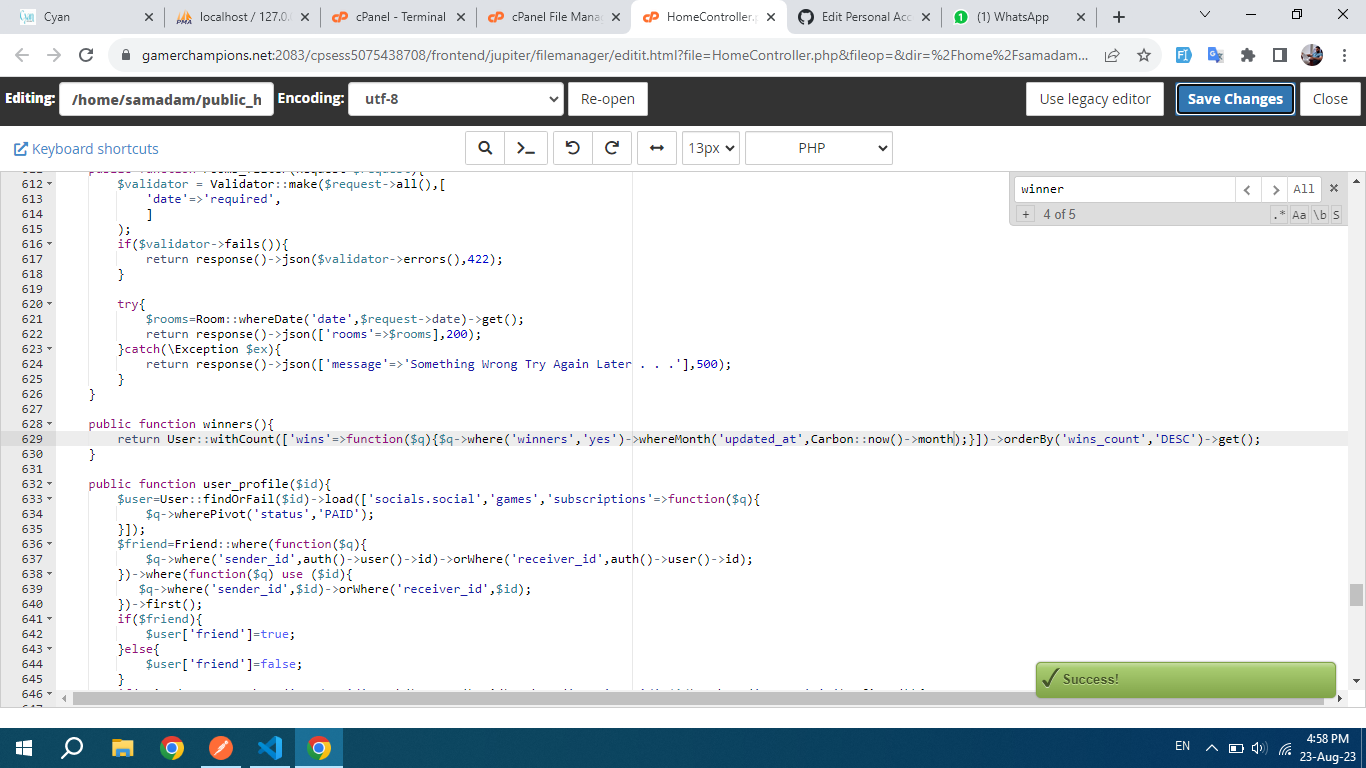 Cyan
localhost / 127.0.
cPanel - Terminal
cPanel File Mana
HomeController.p
Edit Personal Acc
(1) WhatsApp
gamerchampions.net:2083/cpsess5075438708/frontend/jupiter/filemanager/editit.html?file=HomeController.php&fileop=&dir=%2Fhome%2Fsamadam...
Editing: /home/samadam/public_h Encoding: utf-8 Re-open Use legacy editor Save Changes Close
Keyboard shortcuts 13px PHP
612 $validator = Validator::make($request->all(),[
613 'date'=>'required',
614 ]
615 );
616 if($validator->fails()){
617 return response()->json($validator->errors(),422);
618 }
619
620 try{
621 $rooms=Room::whereDate('date',$request->date)->get();
622 return response()->json(['rooms'=>$rooms],200);
623 }catch(\Exception $ex){
624 return response()->json(['message'=>'Something Wrong Try Again Later . . .'],500);
625 }
626 }
627
628 public function winners(){
629 return User::withCount(['wins'=>function($q){$q->where('winners','yes')->whereMonth('updated_at',Carbon::now()->month);}])->orderBy('wins_count','DESC')->get();
630 }
631
632 public function user_profile($id){
633 $user=User::findOrFail($id)->load(['socials.social','games','subscriptions'=>function($q){
634 $q->wherePivot('status','PAID');
635 }]);
636 $friend=Friend::where(function($q){
637 $q->where('sender_id',auth()->user()->id)->orWhere('receiver_id',auth()->user()->id);
638 })->where(function($q) use ($id){
639 $q->where('sender_id',$id)->orWhere('receiver_id',$id);
640 })->first();
641 if($friend){
642 $user['friend']=true;
643 }else{
644 $user['friend']=false;
645 }
646
winner All
+ 4 of 5 .* Aa \b S
Success!
EN
4:58 PM
23-Aug-23